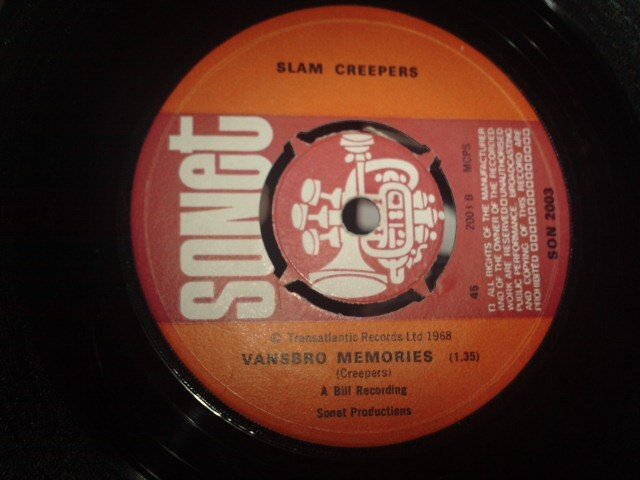 SLAM CREEPERS
sonet
2003 B MCPS
45
ALL RIGHTS OF THE MANUFACTURER
AND OF THE OWNER OF THE RECORDED
WORK ARE RESERVED UNAUTHORISED
PUBLIC PERFORMANCE, BROADCASTING
AND COPYING OF THIS RECORD ARE
PROHIBITED
SON 2003
© Transatlantic Records Ltd 1968
VANSBRO MEMORIES (1.35)
(Creepers)
A Bill Recording
Sonet Productions